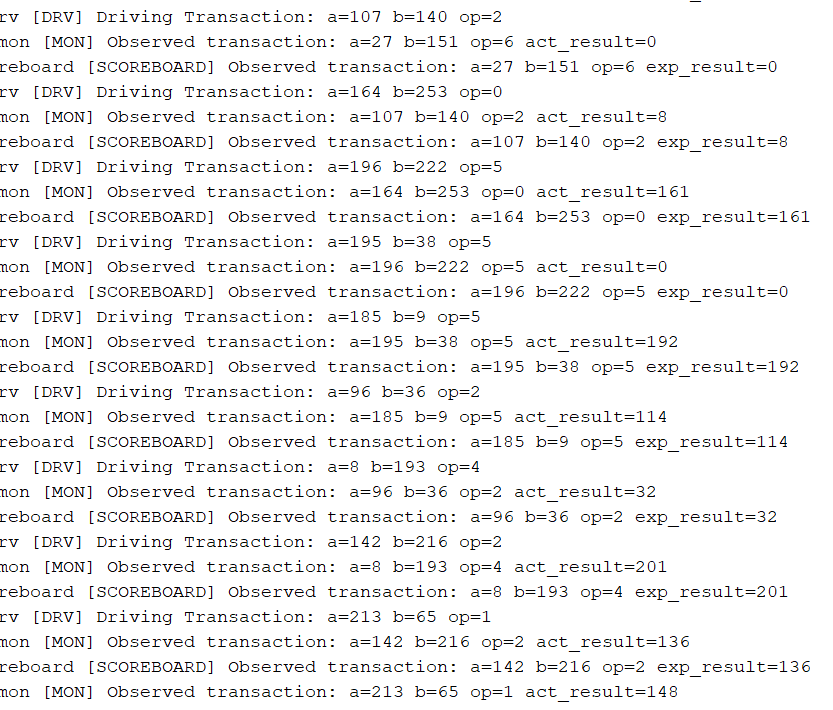 rv [DRV] Driving Transaction: a=107 b=140 op=2
mon [MON] Observed transaction: a=27 b=151 op=6 act_result=0
reboard [SCOREBOARD] Observed transaction: a=27 b=151 op=6 exp_result=0
rv [DRV] Driving Transaction: a=164 b=253 op=0
mon [MON] Observed transaction: a=107 b=140 op=2 act_result=8
reboard [SCOREBOARD] Observed transaction: a=107 b=140 op=2 exp_result=8
rv [DRV] Driving Transaction: a=196 b=222 op=5
mon [MON] Observed transaction: a=164 b=253 op=0 act_result=161
reboard [SCOREBOARD] Observed transaction: a=164 b=253 op=0 exp_result=161
rv [DRV] Driving Transaction: a=195 b=38 op=5
mon [MON] Observed transaction: a=196 b=222 op=5 act_result=0
reboard [SCOREBOARD] Observed transaction: a=196 b=222 op=5 exp_result=0
rv [DRV] Driving Transaction: a=185 b=9 op=5
mon [MON] Observed transaction: a=195 b=38 op=5 act_result=192
reboard [SCOREBOARD] Observed transaction: a=195 b=38 op=5 exp_result=192
rv [DRV] Driving Transaction: a=96 b=36 op=2
mon [MON] Observed transaction: a=185 b=9 op=5 act_result=114
reboard [SCOREBOARD] Observed transaction: a=185 b=9 op=5 exp_result=114
rv [DRV] Driving Transaction: a=8 b=193 op=4
mon [MON] Observed transaction: a=96 b=36 op=2 act_result=32
reboard [SCOREBOARD] Observed transaction: a=96 b=36 op=2 exp_result=32
rv [DRV] Driving Transaction: a=142 b=216 op=2
mon [MON] Observed transaction: a=8 b=193 op=4 act_result=201
reboard [SCOREBOARD] Observed transaction: a=8 b=193 op=4 exp_result=201
rv [DRV] Driving Transaction: a=213 b=65 op=1
mon [MON] Observed transaction: a=142 b=216 op=2 act_result=136
reboard [SCOREBOARD] Observed transaction: a=142 b=216 op=2 exp_result=136
mon [MON] Observed transaction: a=213 b=65 op=1 act_result=148